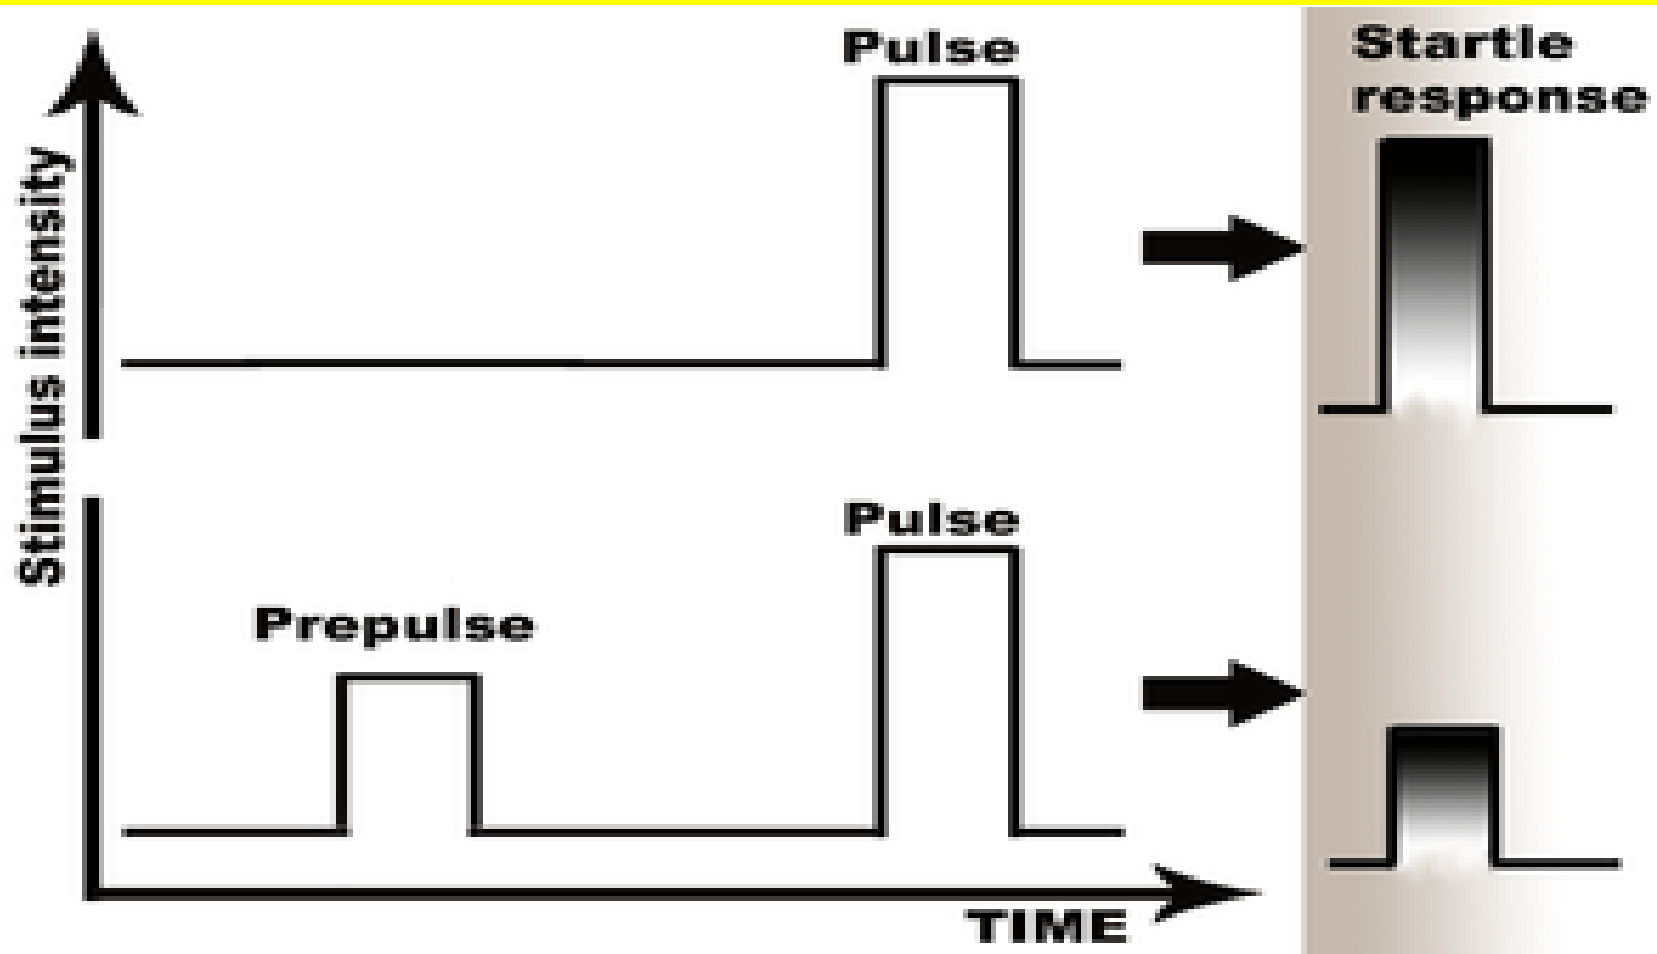 Pulse
Startle
response
Stimulus intensity
Pulse
Prepulse
TIME